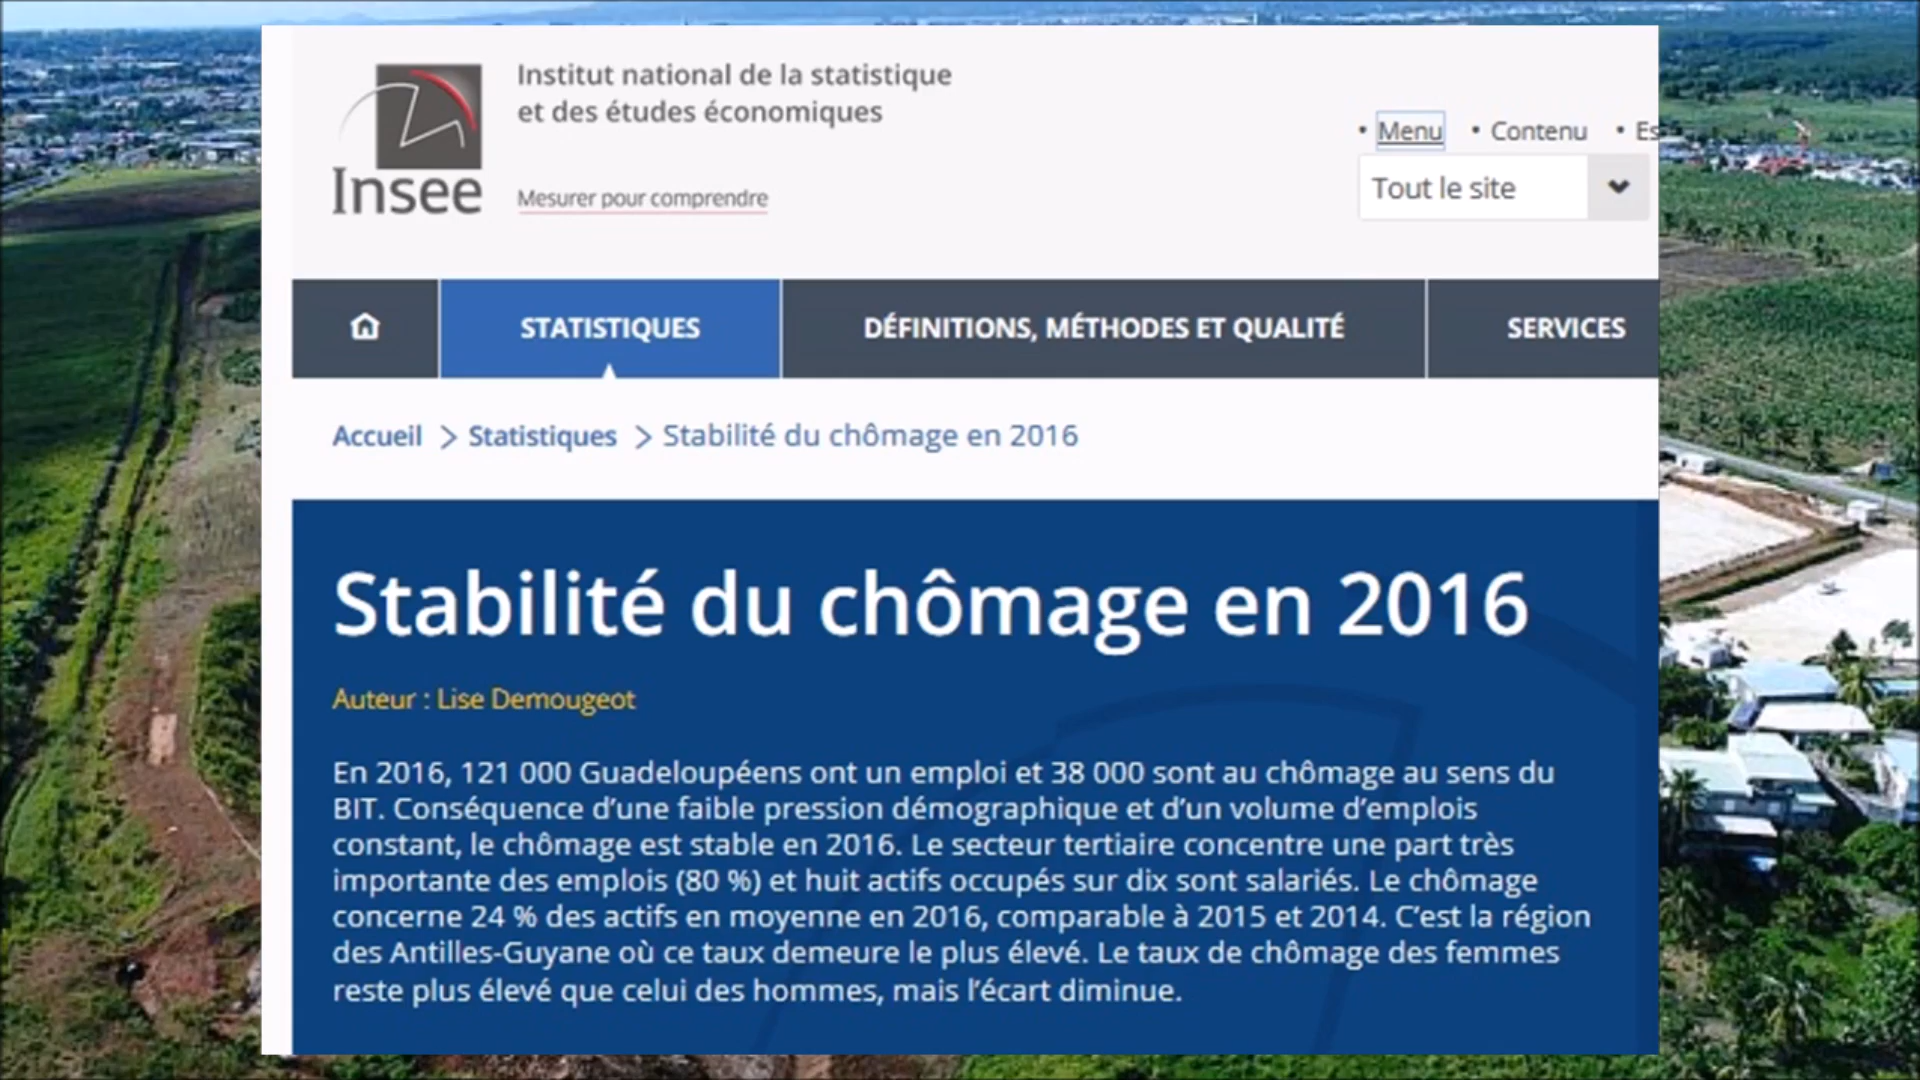 Institut national de la statistique
et des études économiques
Insee
Mesurer pour comprendre
• Menu • Contenu • Es
Tout le site
STATISTIQUES
DÉFINITIONS, MÉTHODES ET QUALITÉ
SERVICES
Accueil > Statistiques > Stabilité du chômage en 2016
Stabilité du chômage en 2016
Auteur : Lise Demougeot
En 2016, 121 000 Guadeloupéens ont un emploi et 38 000 sont au chômage au sens du
BIT. Conséquence d’une faible pression démographique et d’un volume d’emplois
constant, le chômage est stable en 2016. Le secteur tertiaire concentre une part très
importante des emplois (80 %) et huit actifs occupés sur dix sont salariés. Le chômage
concerne 24 % des actifs en moyenne en 2016, comparable à 2015 et 2014. C’est la région
des Antilles-Guyane où ce taux demeure le plus élevé. Le taux de chômage des femmes
reste plus élevé que celui des hommes, mais l’écart diminue.